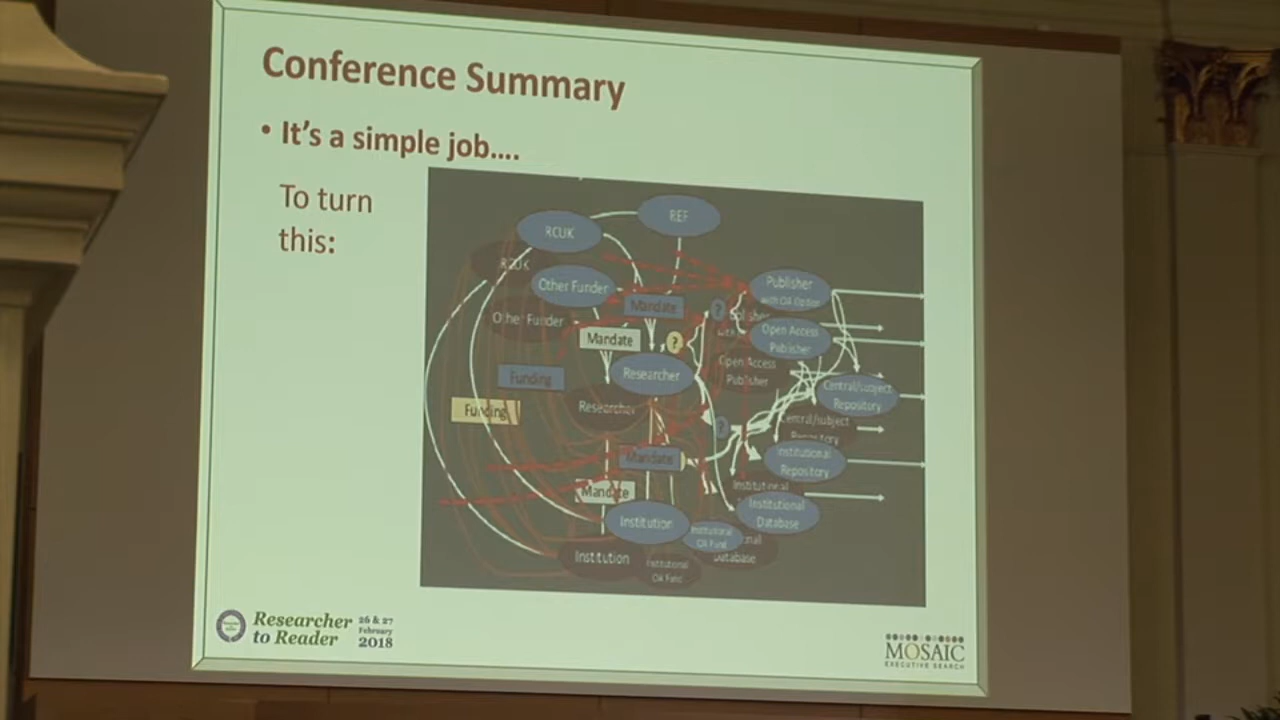 Conference Summary
• It's a simple job....
To turn
this:
REF
RCUK
RCUK
Other Funder
Publisher
with OA Option
Mandate
?
Other Funder
Open Access
Publisher
Mandate
?
Open Access
Publisher
Researcher
Funding
Central/subject
Repository
Funding
Researcher
Central/subject
Repository
?
Mandate
Institutional
Repository
Mandate
Institutional
Institutional
Database
Institution
Institutional
OA Fund
Institution
Database
Institutional
OA Fund
Researcher
to Reader
26 & 27
February
2018
MOSAIC
EXECUTIVE SEARCH